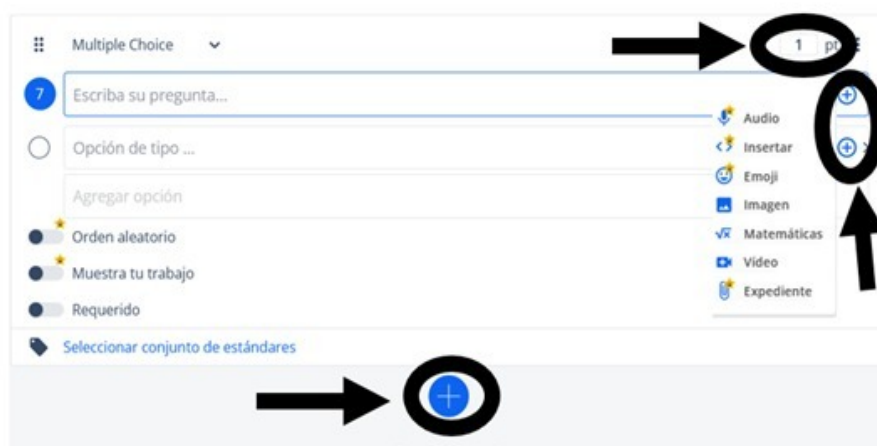 Multiple Choice
1 pt
7
Escriba su pregunta...
Audio
Opción de tipo ...
Insertar
Emoji
Agregar opción
Imagen
Orden aleatorio
√x Matemáticas
Muestra tu trabajo
Video
Requerido
Expediente
Seleccionar conjunto de estándares